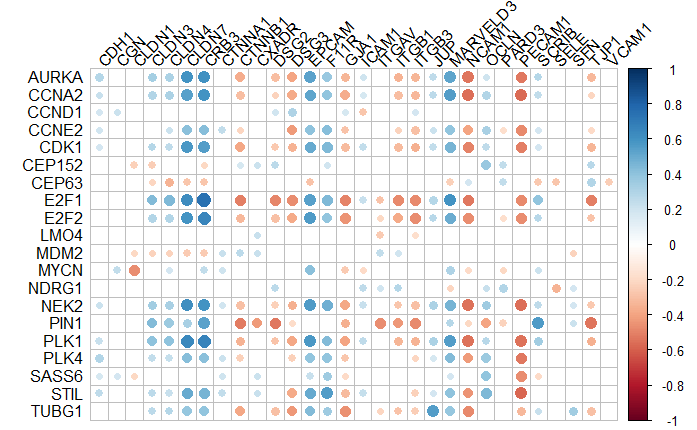 CDH1
CGN
CLDN1
CLDN3
CLDN4
CLDN7
CRB3
CTNNA1
CTNNB1
CXADR
DSG2
DSG3
EPCAM
F11R
GJA1
ICAM1
ITGAV
ITGB1
ITGB3
JUP
MARVELD3
NCAM1
OCLN
PARD3
PECAM1
SCRIB
SELE
SFN
TJP1
VCAM1
AURKA
CCNA2
CCND1
CCNE2
CDK1
CEP152
CEP63
E2F1
E2F2
LMO4
MDM2
MYCN
NDRG1
NEK2
PIN1
PLK1
PLK4
SASS6
STIL
TUBG1
1
0.8
0.6
0.4
0.2
0
-0.2
-0.4
-0.6
-0.8
-1